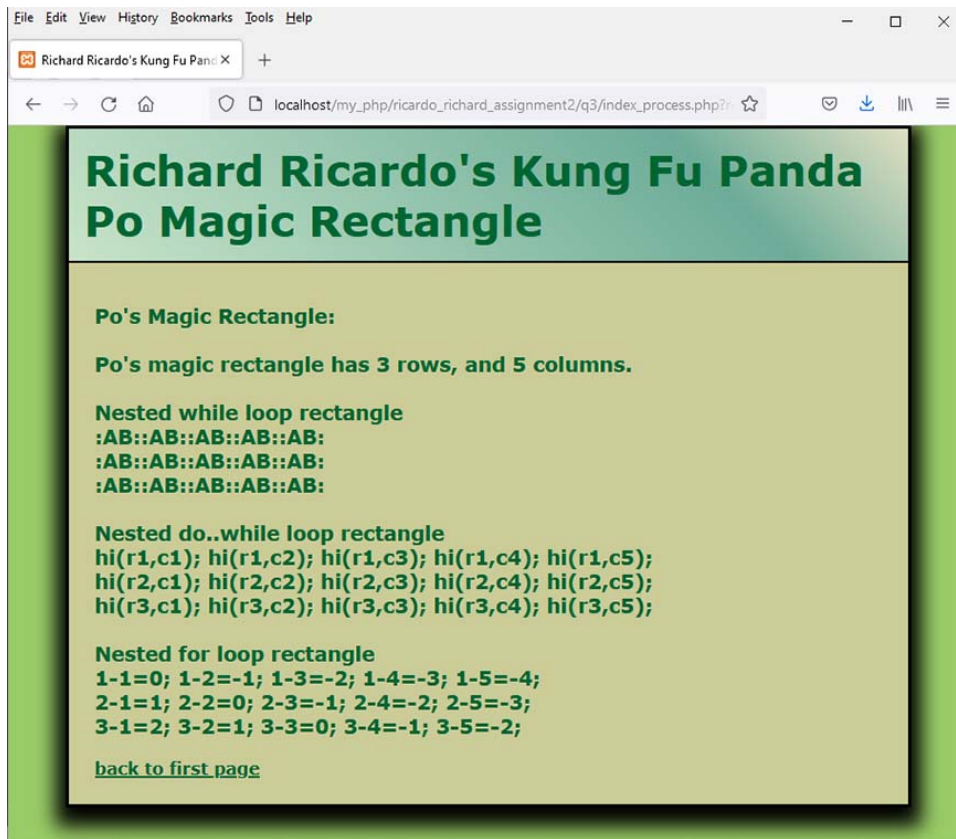 File Edit View History Bookmarks Tools Help
Richard Ricardo's Kung Fu Pand
localhost/my_php/ricardo_richard_assignment2/q3/index_process.php?
Richard Ricardo's Kung Fu Panda
Po Magic Rectangle
Po's Magic Rectangle:
Po's magic rectangle has 3 rows, and 5 columns.
Nested while loop rectangle
:AB::AB::AB::AB::AB:
:AB::AB::AB::AB::AB:
:AB::AB::AB::AB::AB:
Nested do..while loop rectangle
hi(r1,c1); hi(r1,c2); hi(r1,c3); hi(r1,c4); hi(r1,c5);
hi(r2,c1); hi(r2,c2); hi(r2,c3); hi(r2,c4); hi(r2,c5);
hi(r3,c1); hi(r3,c2); hi(r3,c3); hi(r3,c4); hi(r3,c5);
Nested for loop rectangle
1-1=0; 1-2=-1; 1-3=-2; 1-4=-3; 1-5=-4;
2-1=1; 2-2=0; 2-3=-1; 2-4=-2; 2-5=-3;
3-1=2; 3-2=1; 3-3=0; 3-4=-1; 3-5=-2;
back to first page